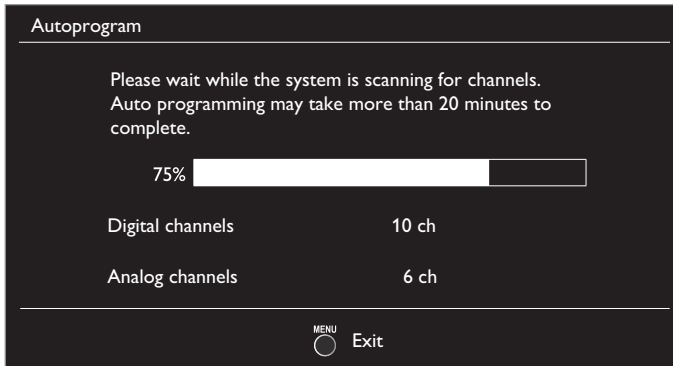 Autoprogram
Please wait while the system is scanning for channels.
Auto programming may take more than 20 minutes to
complete.
75%
Digital channels 10 ch
Analog channels 6 ch
MENU Exit